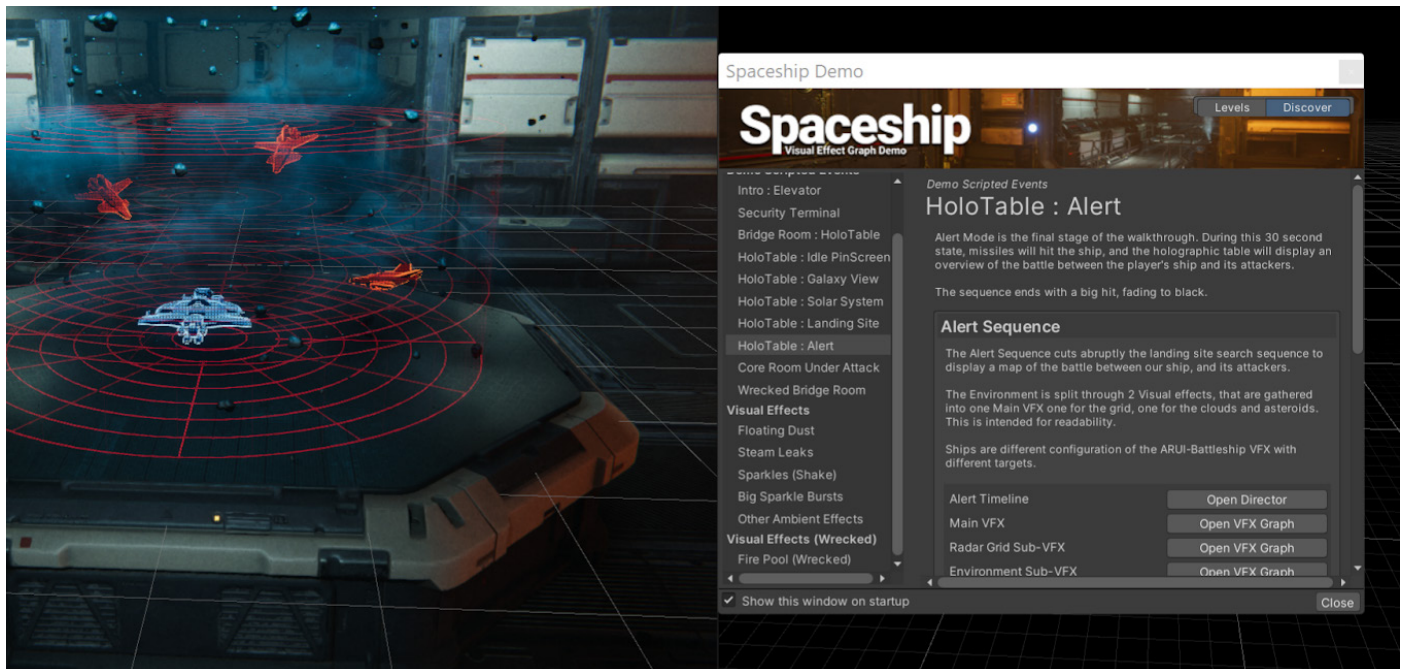 Spaceship Demo
Spaceship
Visual Effect Graph Demo
Levels
Discover
Demo Scripted Events
Intro : Elevator
Security Terminal
Bridge Room : HoloTable
HoloTable : Idle PinScreen
HoloTable : Galaxy View
HoloTable : Solar System
HoloTable : Landing Site
HoloTable : Alert
Core Room Under Attack
Wrecked Bridge Room
Visual Effects
Floating Dust
Steam Leaks
Sparkles (Shake)
Big Sparkle Bursts
Other Ambient Effects
Visual Effects (Wrecked)
Fire Pool (Wrecked)
Demo Scripted Events
HoloTable : Alert
Alert Mode is the final stage of the walkthrough. During this 30 second
state, missiles will hit the ship, and the holographic table will display an
overview of the battle between the player's ship and its attackers.
The sequence ends with a big hit, fading to black.
Alert Sequence
The Alert Sequence cuts abruptly the landing site search sequence to
display a map of the battle between our ship, and its attackers.
The Environment is split through 2 Visual effects, that are gathered
into one Main VFX one for the grid, one for the clouds and asteroids.
This is intended for readability.
Ships are different configuration of the ARUI-Battleship VFX with
different targets.
Alert Timeline
Open Director
Main VFX
Open VFX Graph
Radar Grid Sub-VFX
Open VFX Graph
Environment Sub-VFX
Open VFX Graph
Show this window on startup
Close